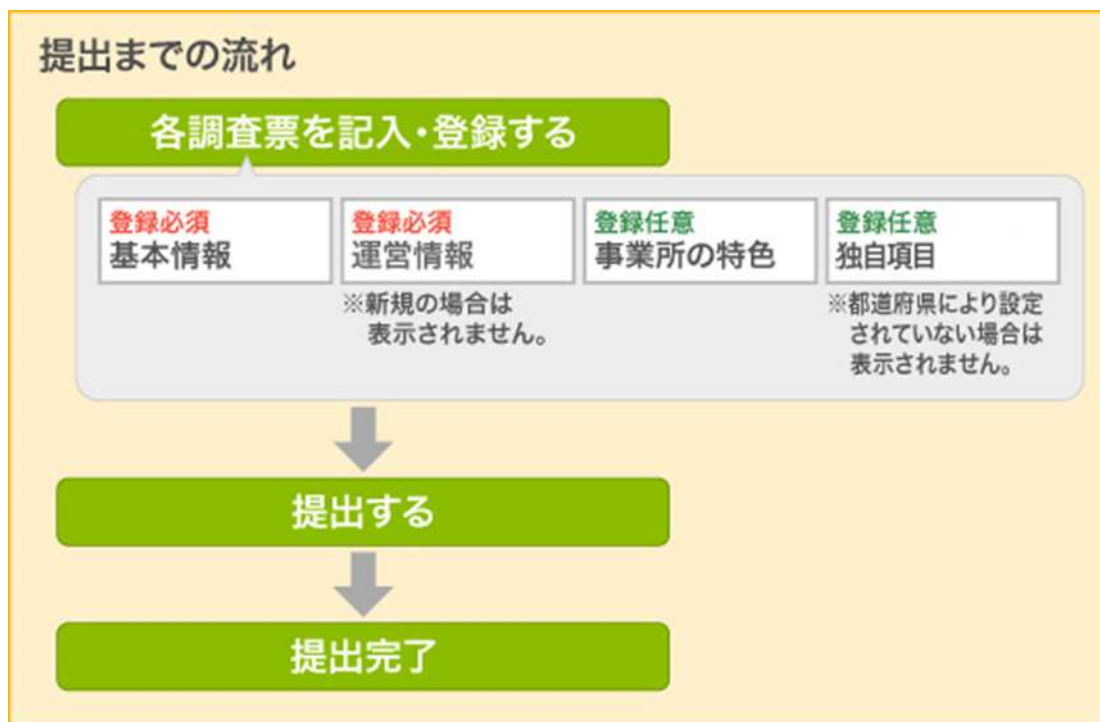 提出までの流れ
各調査票を記入・登録する
登録必須
基本情報
登録必須
運営情報
※新規の場合は
表示されません。
登録任意
事業所の特色
登録任意
独自項目
※都道府県により設定
されていない場合は
表示されません。
提出する
提出完了